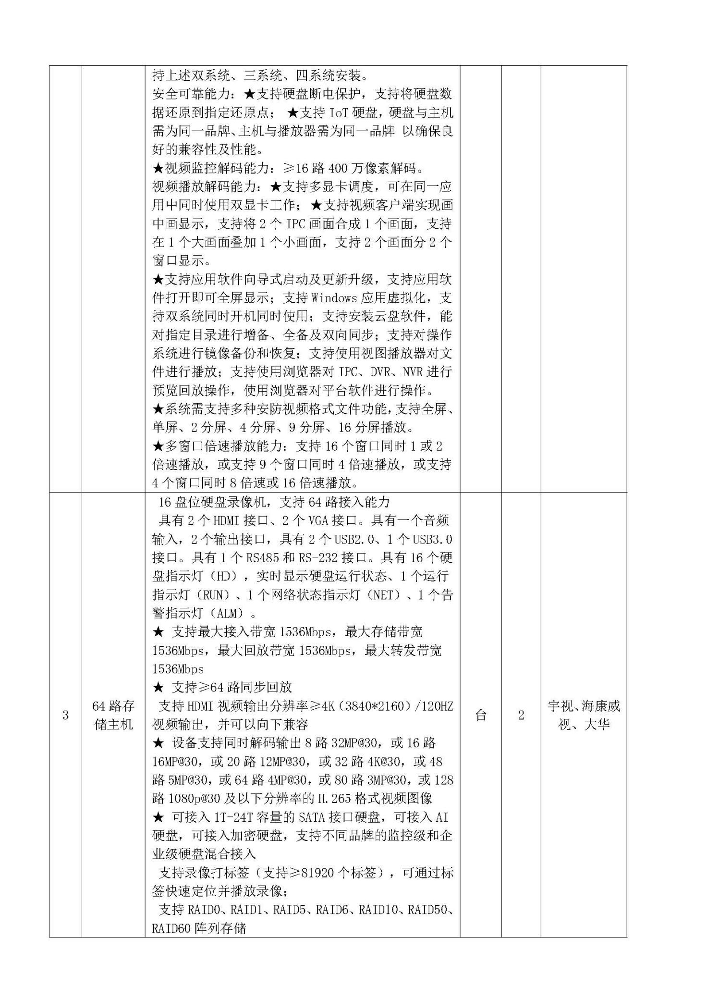 持上述双系统、三系统、四系统安装。
安全可靠能力：★支持硬盘断电保护，支持将硬盘数
据还原到指定还原点； ★支持 IoT 硬盘，硬盘与主机
需为同一品牌、主机与播放器需为同一品牌 以确保良
好的兼容性及性能。
★视频监控解码能力：≥16 路 400 万像素解码。
视频播放解码能力：★支持多显卡调度，可在同一应
用中同时使用双显卡工作；★支持视频客户端实现画
中画显示，支持将 2 个 IPC 画面合成 1 个画面，支持
在 1 个大画面叠加 1 个小画面，支持 2 个画面分 2 个
窗口显示。
★支持应用软件向导式启动及更新升级，支持应用软
件打开即可全屏显示；支持 Windows 应用虚拟化，支
持双系统同时开机同时使用；支持安装云盘软件，能
对指定目录进行增备、全备及双向同步；支持对操作
系统进行镜像备份和恢复；支持使用视图播放器对文
件进行播放；支持使用浏览器对 IPC、DVR、NVR 进行
预览回放操作，使用浏览器对平台软件进行操作。
★系统需支持多种安防视频格式文件功能，支持全屏、
单屏、2 分屏、4 分屏、9 分屏、16 分屏播放。
★多窗口倍速播放能力：支持 16 个窗口同时 1 或 2
倍速播放，或支持 9 个窗口同时 4 倍速播放，或支持
4 个窗口同时 8 倍速或 16 倍速播放。
3
64 路存
储主机
16 盘位硬盘录像机，支持 64 路接入能力
具有 2 个 HDMI 接口、2 个 VGA 接口。具有一个音频
输入，2 个输出接口，具有 2 个 USB2.0、1 个 USB3.0
接口。具有 1 个 RS485 和 RS-232 接口。具有 16 个硬
盘指示灯（HD），实时显示硬盘运行状态、1 个运行
指示灯（RUN）、1 个网络状态指示灯（NET）、1 个告
警指示灯（ALM）。
★ 支持最大接入带宽 1536Mbps，最大存储带宽
1536Mbps，最大回放带宽 1536Mbps，最大转发带宽
1536Mbps
★ 支持≥64 路同步回放
支持 HDMI 视频输出分辨率≥4K（3840*2160）/120HZ
视频输出，并可以向下兼容
★ 设备支持同时解码输出 8 路 32MP@30，或 16 路
16MP@30，或 20 路 12MP@30，或 32 路 4K@30，或 48
路 5MP@30，或 64 路 4MP@30，或 80 路 3MP@30，或 128
路 1080p@30 及以下分辨率的 H.265 格式视频图像
★ 可接入 1T-24T 容量的 SATA 接口硬盘，可接入 AI
硬盘，可接入加密硬盘，支持不同品牌的监控级和企
业级硬盘混合接入
支持录像打标签（支持≥81920 个标签），可通过标
签快速定位并播放录像；
支持 RAID0、RAID1、RAID5、RAID6、RAID10、RAID50、
RAID60 阵列存储
台
2
宇视、海康威
视、大华